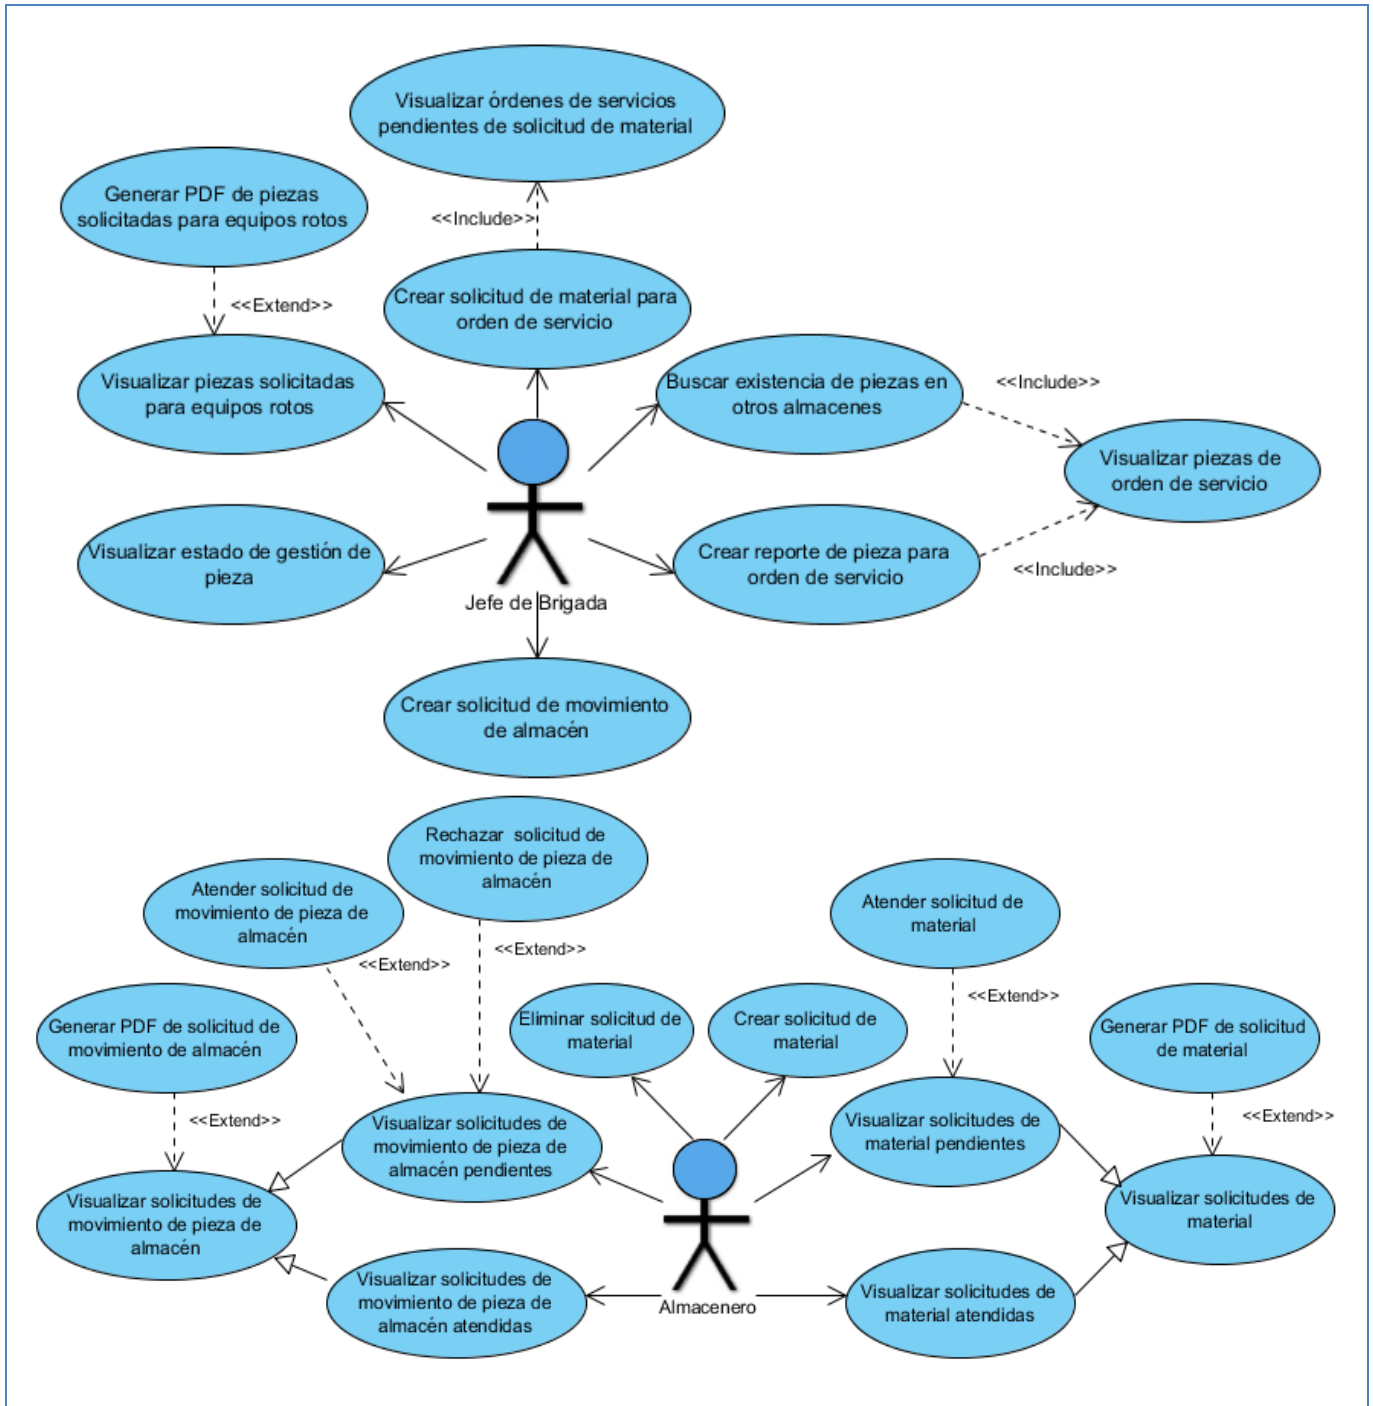 Visualizar órdenes de servicios
pendientes de solicitud de material
Generar PDF de piezas
solicitadas para equipos rotos
<<Include>>
<<Extend>>
Crear solicitud de material para
orden de servicio
Visualizar piezas solicitadas
para equipos rotos
Buscar existencia de piezas en
otros almacenes
<<Include>>
Visualizar piezas de
orden de servicio
Visualizar estado de gestión de
pieza
Crear reporte de pieza para
orden de servicio
<<Include>>
Jefe de Brigada
Crear solicitud de movimiento
de almacén
Rechazar solicitud de
movimiento de pieza de
almacén
Atender solicitud de
movimiento de pieza de
almacén
Atender solicitud de
material
<<Extend>>
<<Extend>>
<<Extend>>
Generar PDF de solicitud de
movimiento de almacén
Eliminar solicitud de
material
Crear solicitud de
material
Generar PDF de solicitud
de material
<<Extend>>
<<Extend>>
Visualizar solicitudes de
movimiento de pieza de
almacén pendientes
Visualizar solicitudes de
material pendientes
Visualizar solicitudes de
movimiento de pieza de
almacén
Visualizar solicitudes de
material
Visualizar solicitudes de
movimiento de pieza de
almacén atendidas
Almacenero
Visualizar solicitudes de
material atendidas